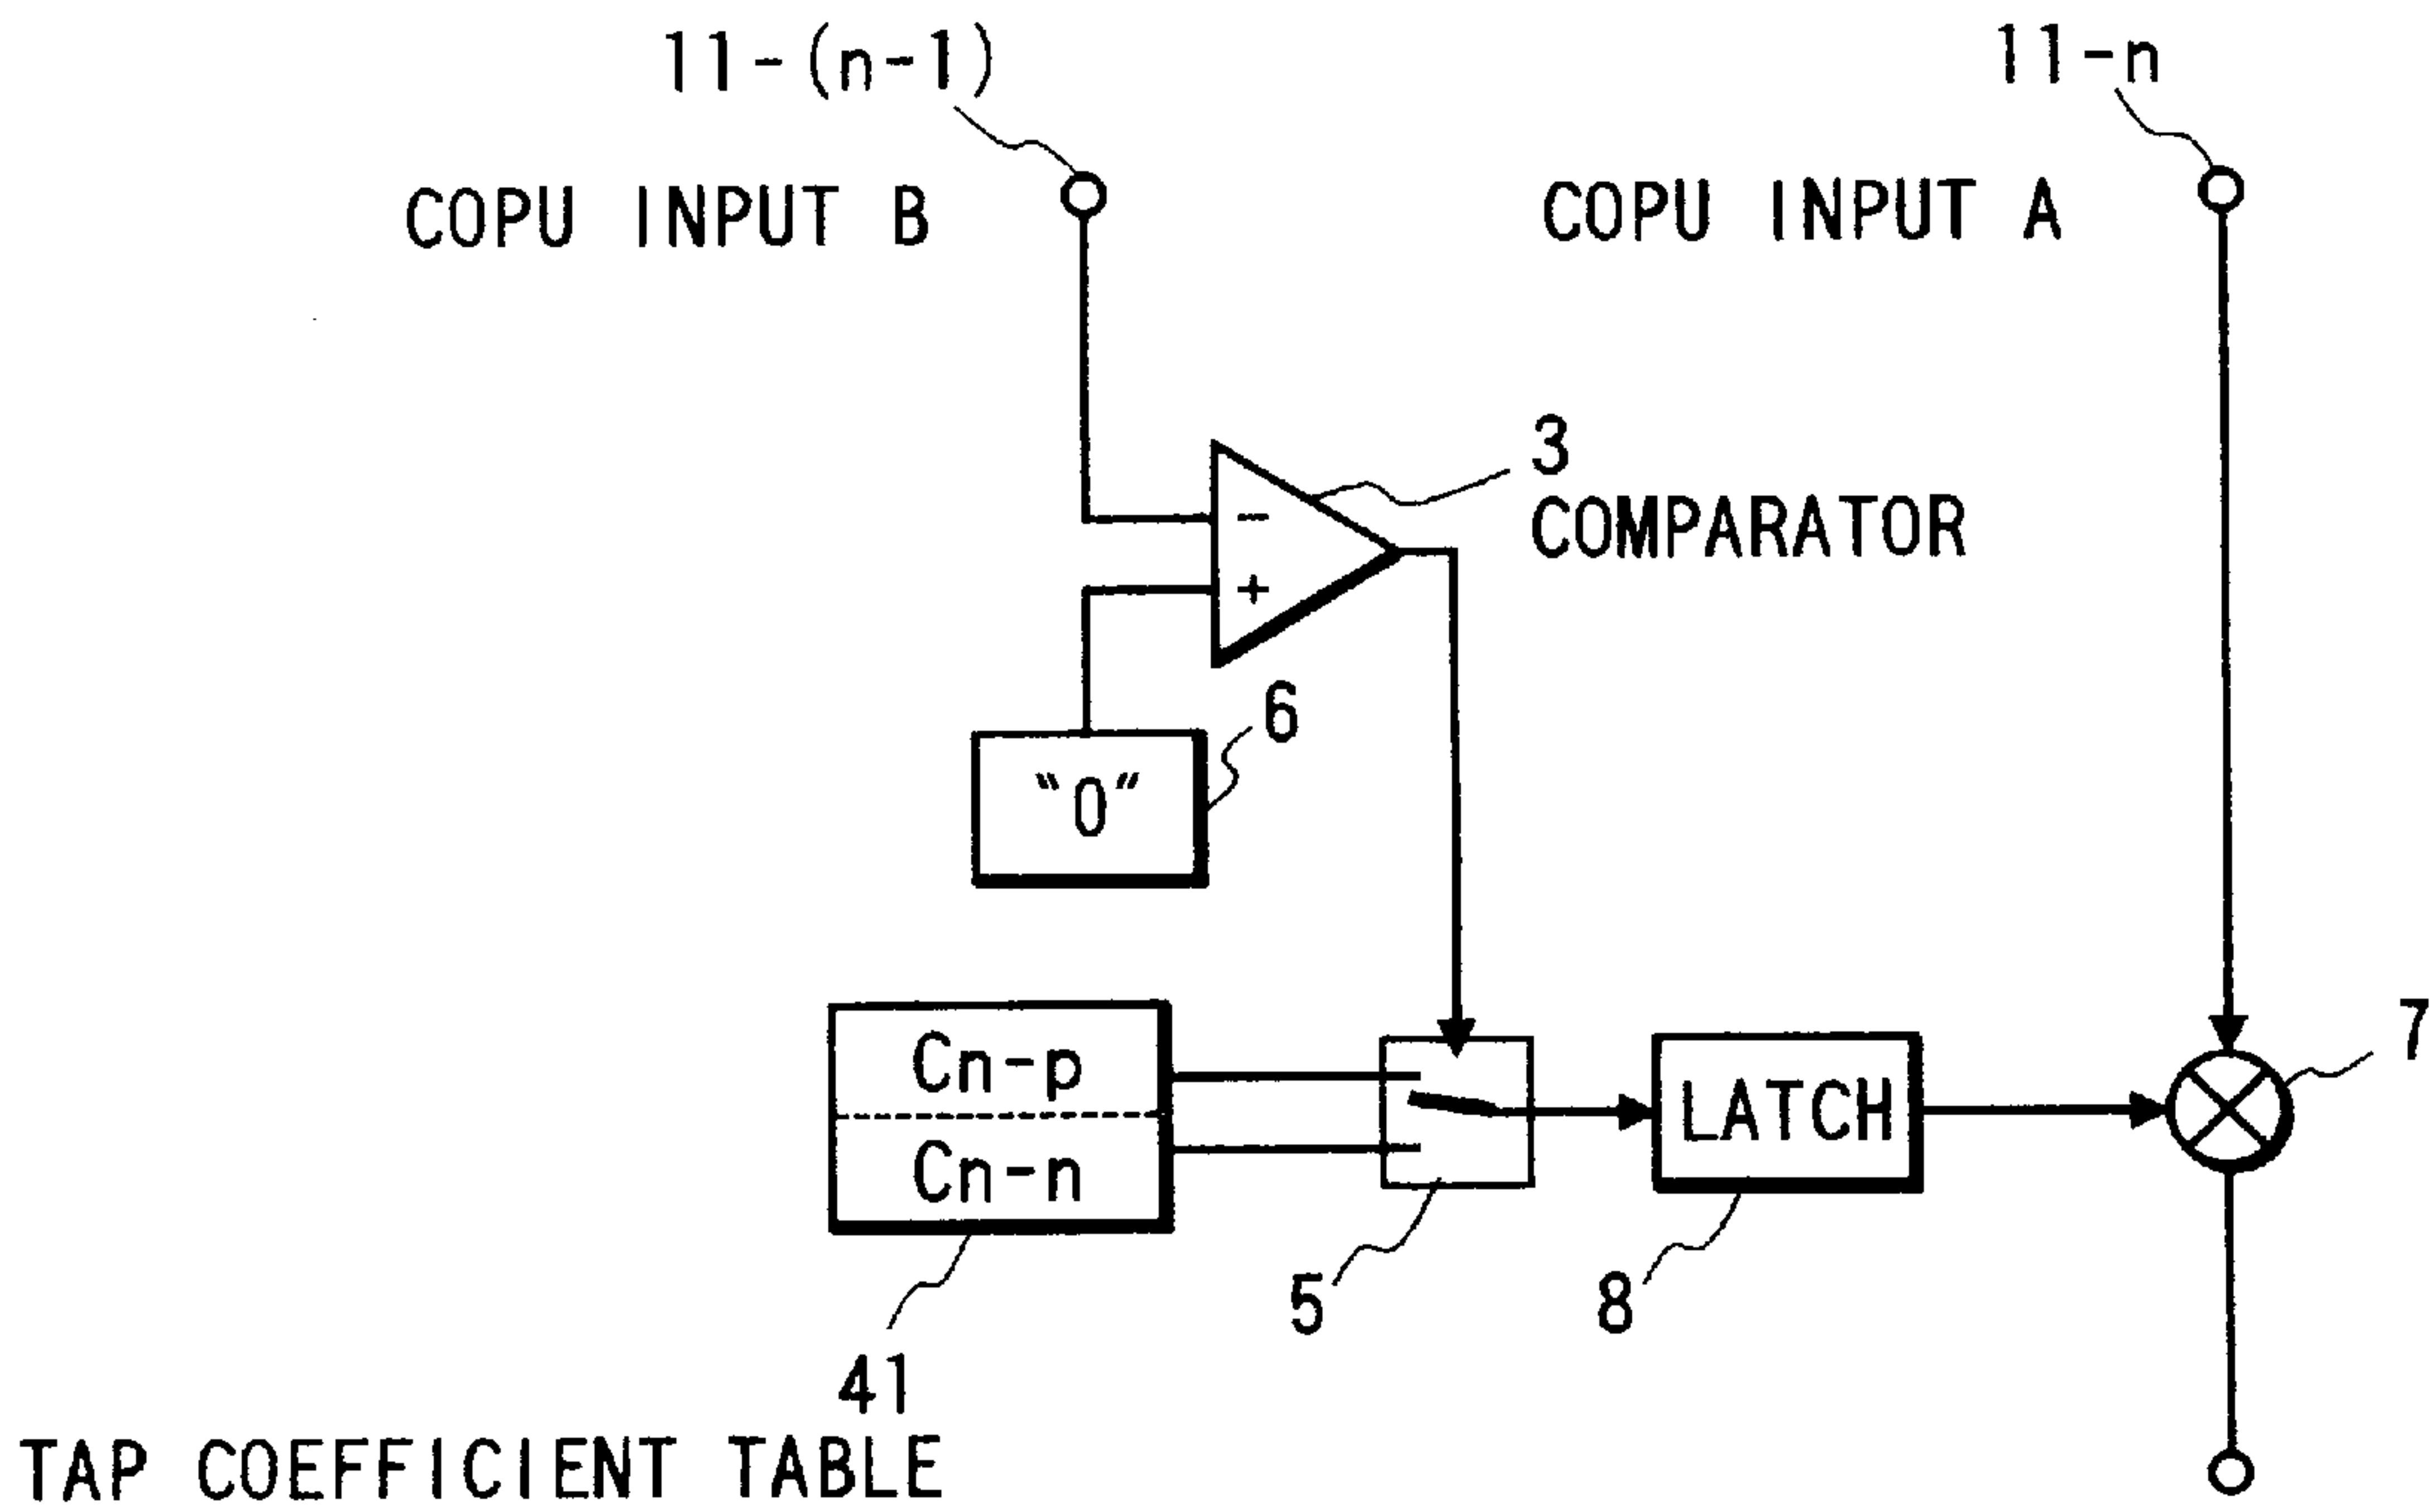 11-(n-1)
11-n
COPU INPUT B
COPU INPUT A
3
COMPARATOR
-
+
6
"0"
7
Cn-p
Cn-n
LATCH
5
8
41
TAP COEFFICIENT TABLE